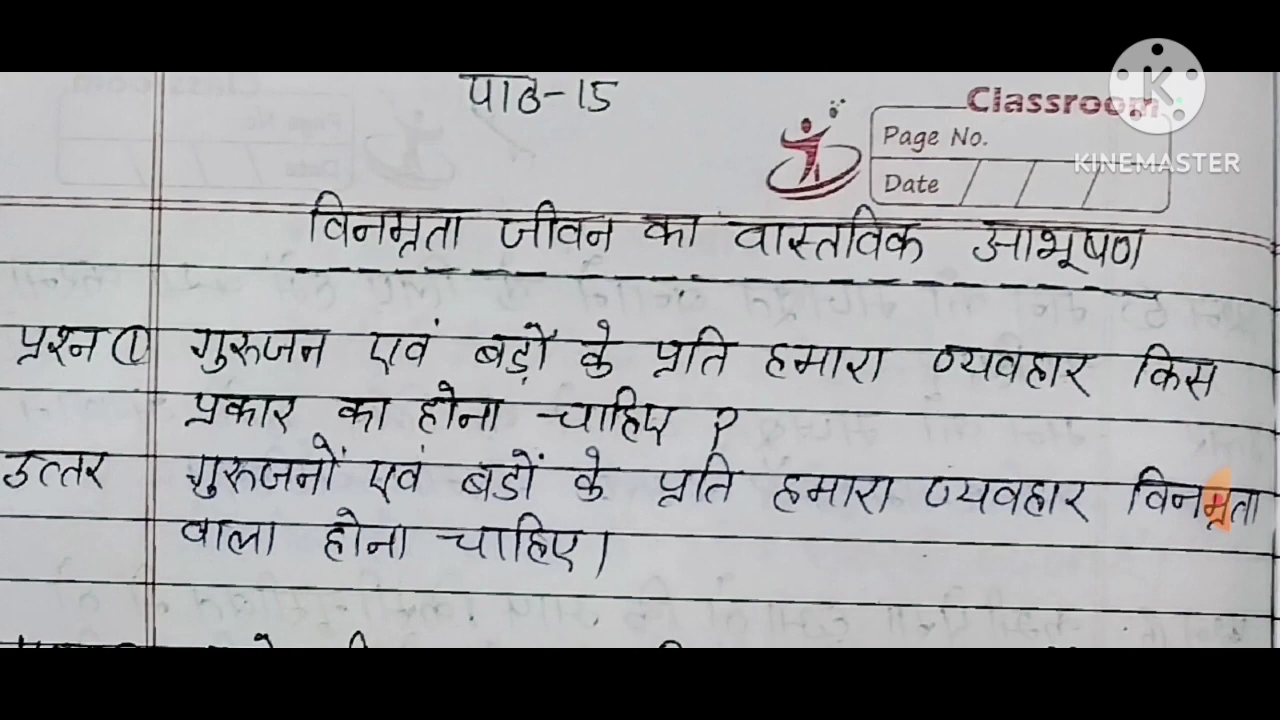 पाठ-15
Classroom
Page No.
Date
KINEMASTER
विनम्रता जीवन का वास्तविक आभूषण
प्रश्न ① गुरुजन एवं बड़ों के प्रति हमारा व्यवहार किस
प्रकार का होना चाहिए ?
उत्तर गुरुजनों एवं बडों के प्रति हमारा व्यवहार विनम्रता
वाला होना चाहिए।